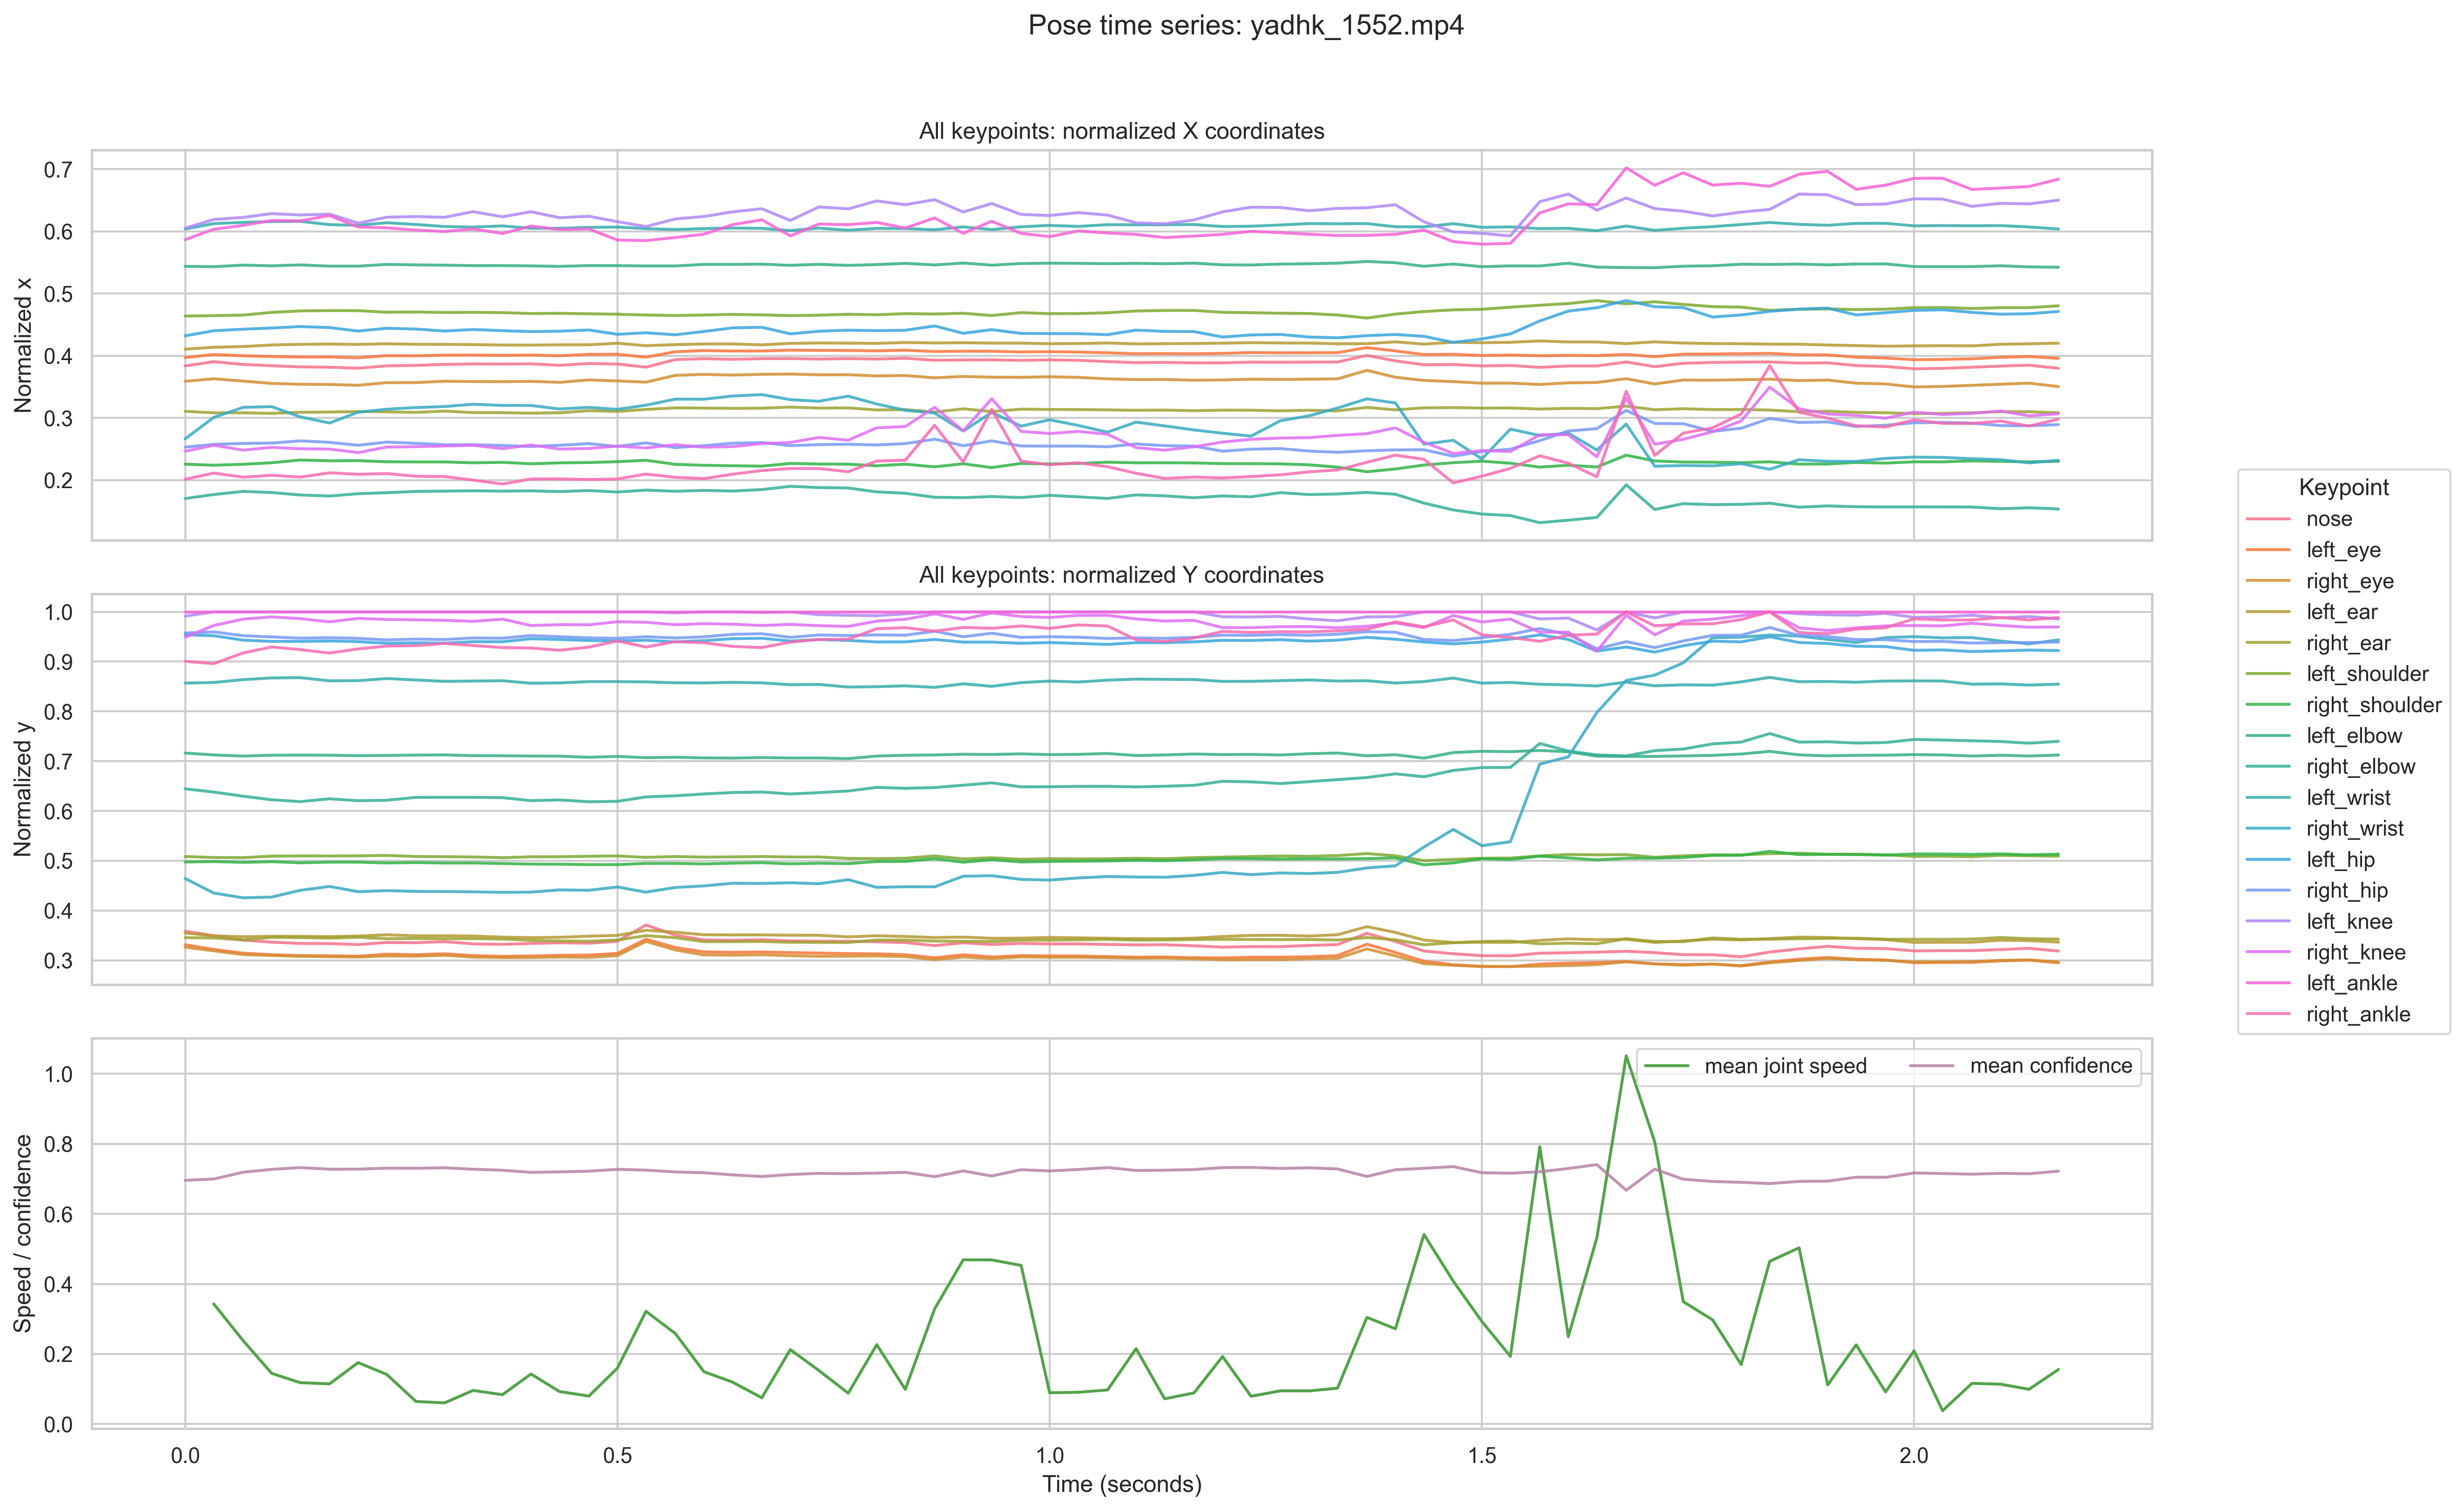 Pose time series: yadhk_1552.mp4
All keypoints: normalized X coordinates
Normalized x
0.7
0.6
0.5
0.4
0.3
0.2
All keypoints: normalized Y coordinates
Normalized y
1.0
0.9
0.8
0.7
0.6
0.5
0.4
0.3
Keypoint
nose
left_eye
right_eye
left_ear
right_ear
left_shoulder
right_shoulder
left_elbow
right_elbow
left_wrist
right_wrist
left_hip
right_hip
left_knee
right_knee
left_ankle
right_ankle
Speed / confidence
1.0
0.8
0.6
0.4
0.2
0.0
mean joint speed
mean confidence
0.0
0.5
1.0
1.5
2.0
Time (seconds)